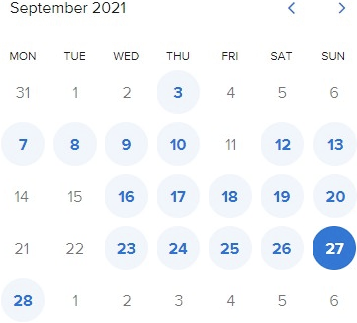 September 2021
MON TUE WED THU FRI SAT SUN
31 1 2 3 4 5 6
7 8 9 10 11 12 13
14 15 16 17 18 19 20
21 22 23 24 25 26 27
28 1 2 3 4 5 6